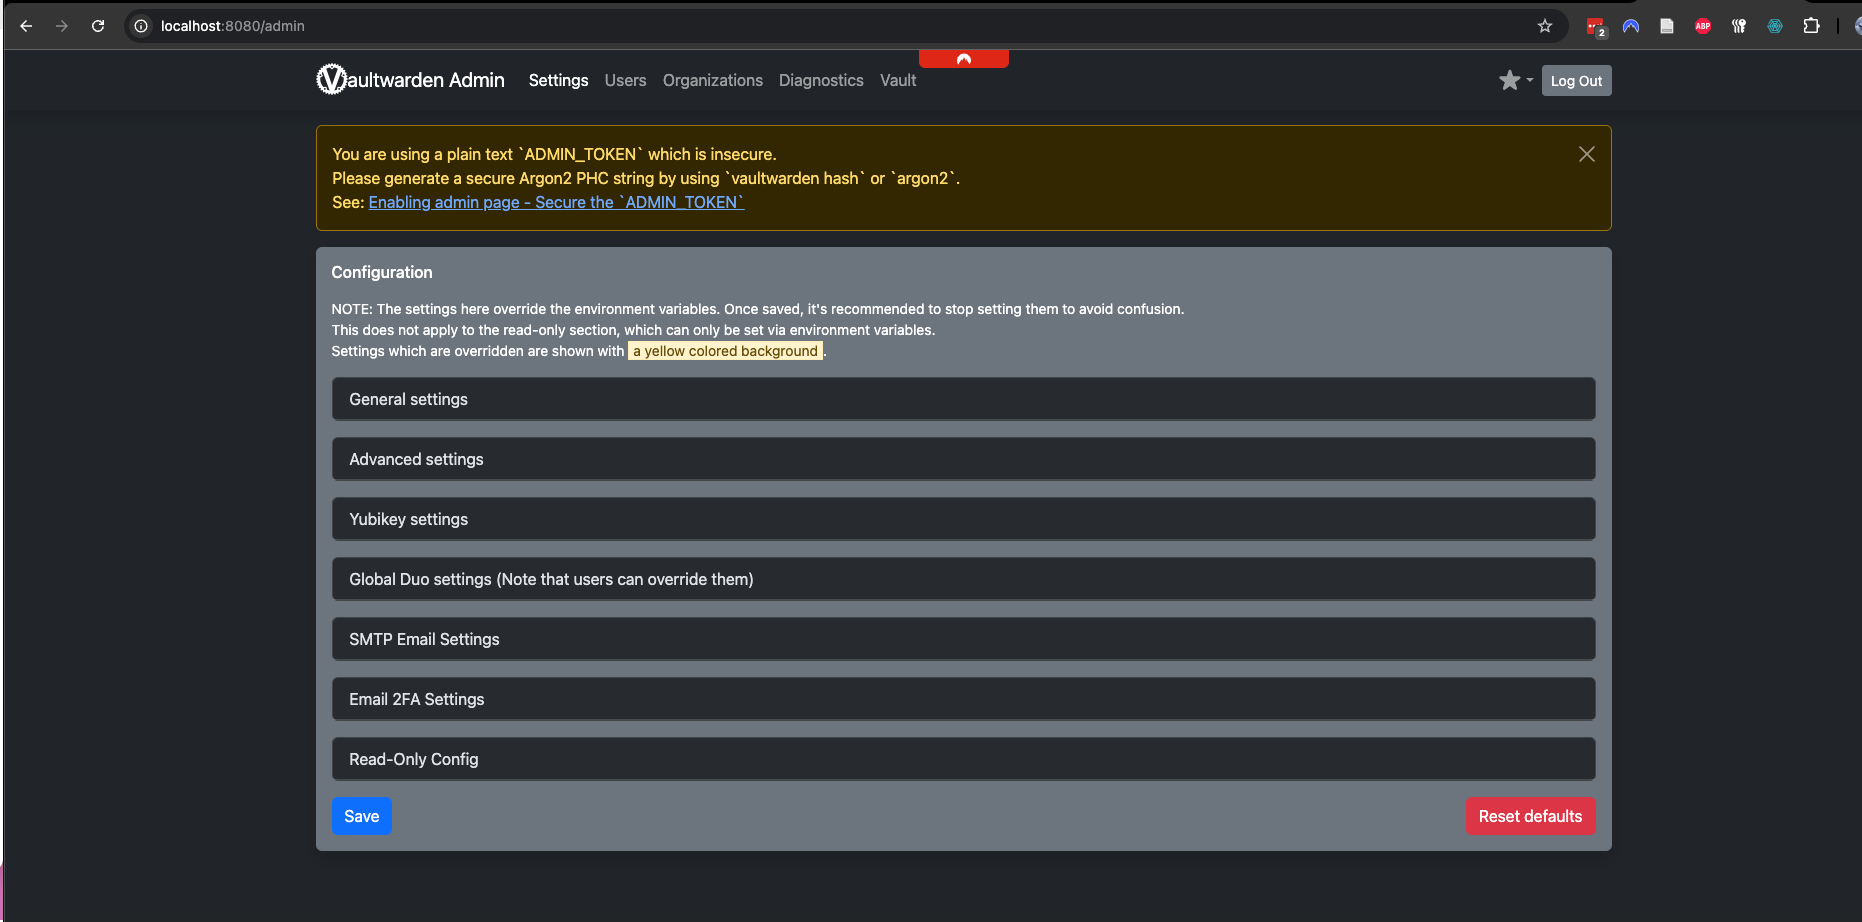 localhost:8080/admin
2
ABP
Vaultwarden Admin Settings Users Organizations Diagnostics Vault Log Out
You are using a plain text `ADMIN_TOKEN` which is insecure.
Please generate a secure Argon2 PHC string by using `vaultwarden hash` or `argon2`.
See: Enabling admin page - Secure the `ADMIN_TOKEN`
Configuration
NOTE: The settings here override the environment variables. Once saved, it's recommended to stop setting them to avoid confusion.
This does not apply to the read-only section, which can only be set via environment variables.
Settings which are overridden are shown with a yellow colored background.
General settings
Advanced settings
Yubikey settings
Global Duo settings (Note that users can override them)
SMTP Email Settings
Email 2FA Settings
Read-Only Config
Save Reset defaults